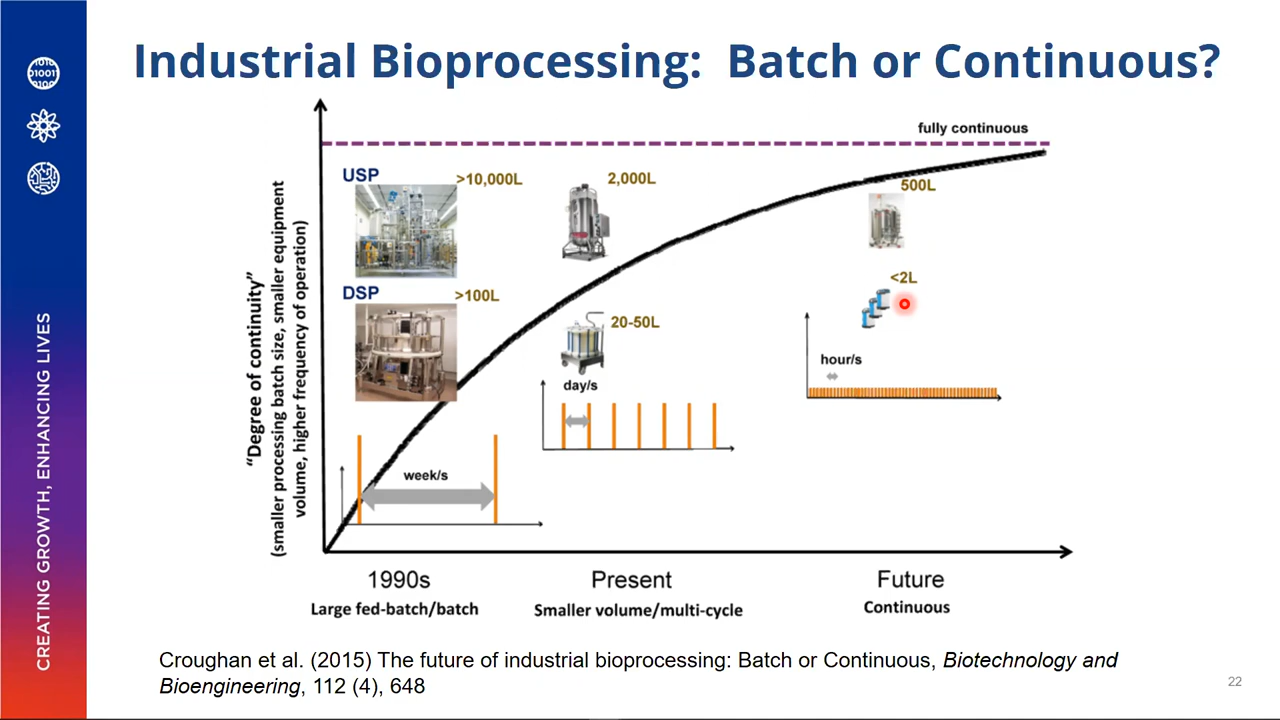 Industrial Bioprocessing: Batch or Continuous?
01001
CREATING GROWTH, ENHANCING LIVES
"Degree of continuity"
(smaller processing batch size, smaller equipment
volume, higher frequency of operation)
fully continuous
USP
>10,000L
2,000L
500L
DSP
>100L
20-50L
<2L
week/s
day/s
hour/s
1990s
Present
Future
Large fed-batch/batch
Smaller volume/multi-cycle
Continuous
Croughan et al. (2015) The future of industrial bioprocessing: Batch or Continuous, Biotechnology and
Bioengineering, 112 (4), 648
22